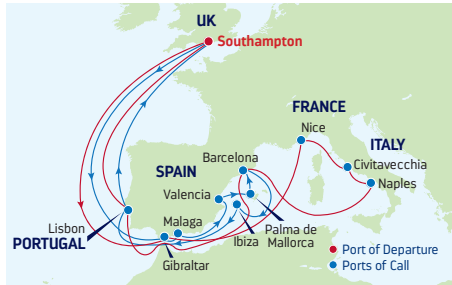 UK
Southampton
FRANCE
Nice
ITALY
Barcelona
Civitavecchia
SPAIN
Naples
Valencia
Lisbon
Malaga
PORTUGAL
Ibiza
Palma de
Mallorca
Gibraltar
Port of Departure
Ports of Call